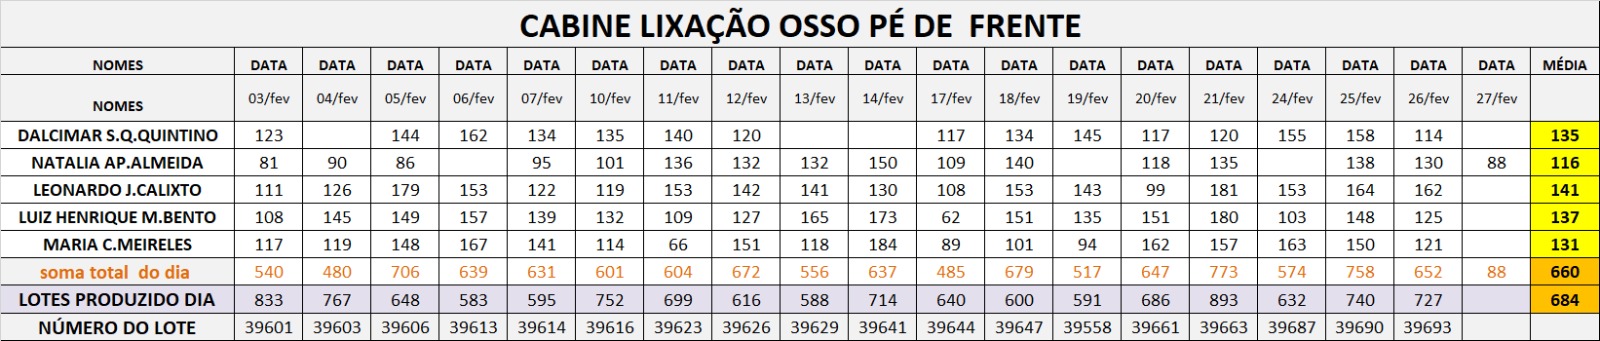 CABINE LIXAÇÃO OSSO PÉ DE  FRENTE
NOMES DATA DATA DATA DATA DATA DATA DATA DATA DATA DATA DATA DATA DATA DATA DATA DATA DATA DATA DATA MÉDIA
NOMES 03/fev 04/fev 05/fev 06/fev 07/fev 10/fev 11/fev 12/fev 13/fev 14/fev 17/fev 18/fev 19/fev 20/fev 21/fev 24/fev 25/fev 26/fev 27/fev
DALCIMAR S.Q.QUINTINO 123 144 162 134 135 140 120 117 134 145 117 120 155 158 114 135
NATALIA AP.ALMEIDA 81 90 86 95 101 136 132 132 150 109 140 118 135 138 130 88 116
LEONARDO J.CALIXTO 111 126 179 153 122 119 153 142 141 130 108 153 143 99 181 153 164 162 141
LUIZ HENRIQUE M.BENTO 108 145 149 157 139 132 109 127 165 173 62 151 135 151 180 103 148 125 137
MARIA C.MEIRELES 117 119 148 167 141 114 66 151 118 184 89 101 94 162 157 163 150 121 131
soma total  do dia 540 480 706 639 631 601 604 672 556 637 485 679 517 647 773 574 758 652 88 660
LOTES PRODUZIDO DIA 833 767 648 583 595 752 699 616 588 714 640 600 591 686 893 632 740 727 684
NÚMERO DO LOTE 39601 39603 39606 39613 39614 39616 39623 39626 39629 39641 39644 39647 39558 39661 39663 39687 39690 39693